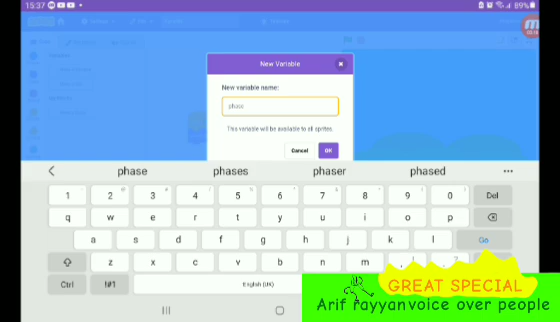 15:37
89%
New Variable
New variable name:
phase
This variable will be available to all sprites.
Cancel
OK
phase
phases
phaser
phased
1 2 3 4 5 6 7 8 9 0 Del
q w e r t y u i o p
a s d f g h j k l Go
z x c v b n m
Ctrl !#1 English (UK)
GREAT SPECIAL
Arif rayyanvoice over people